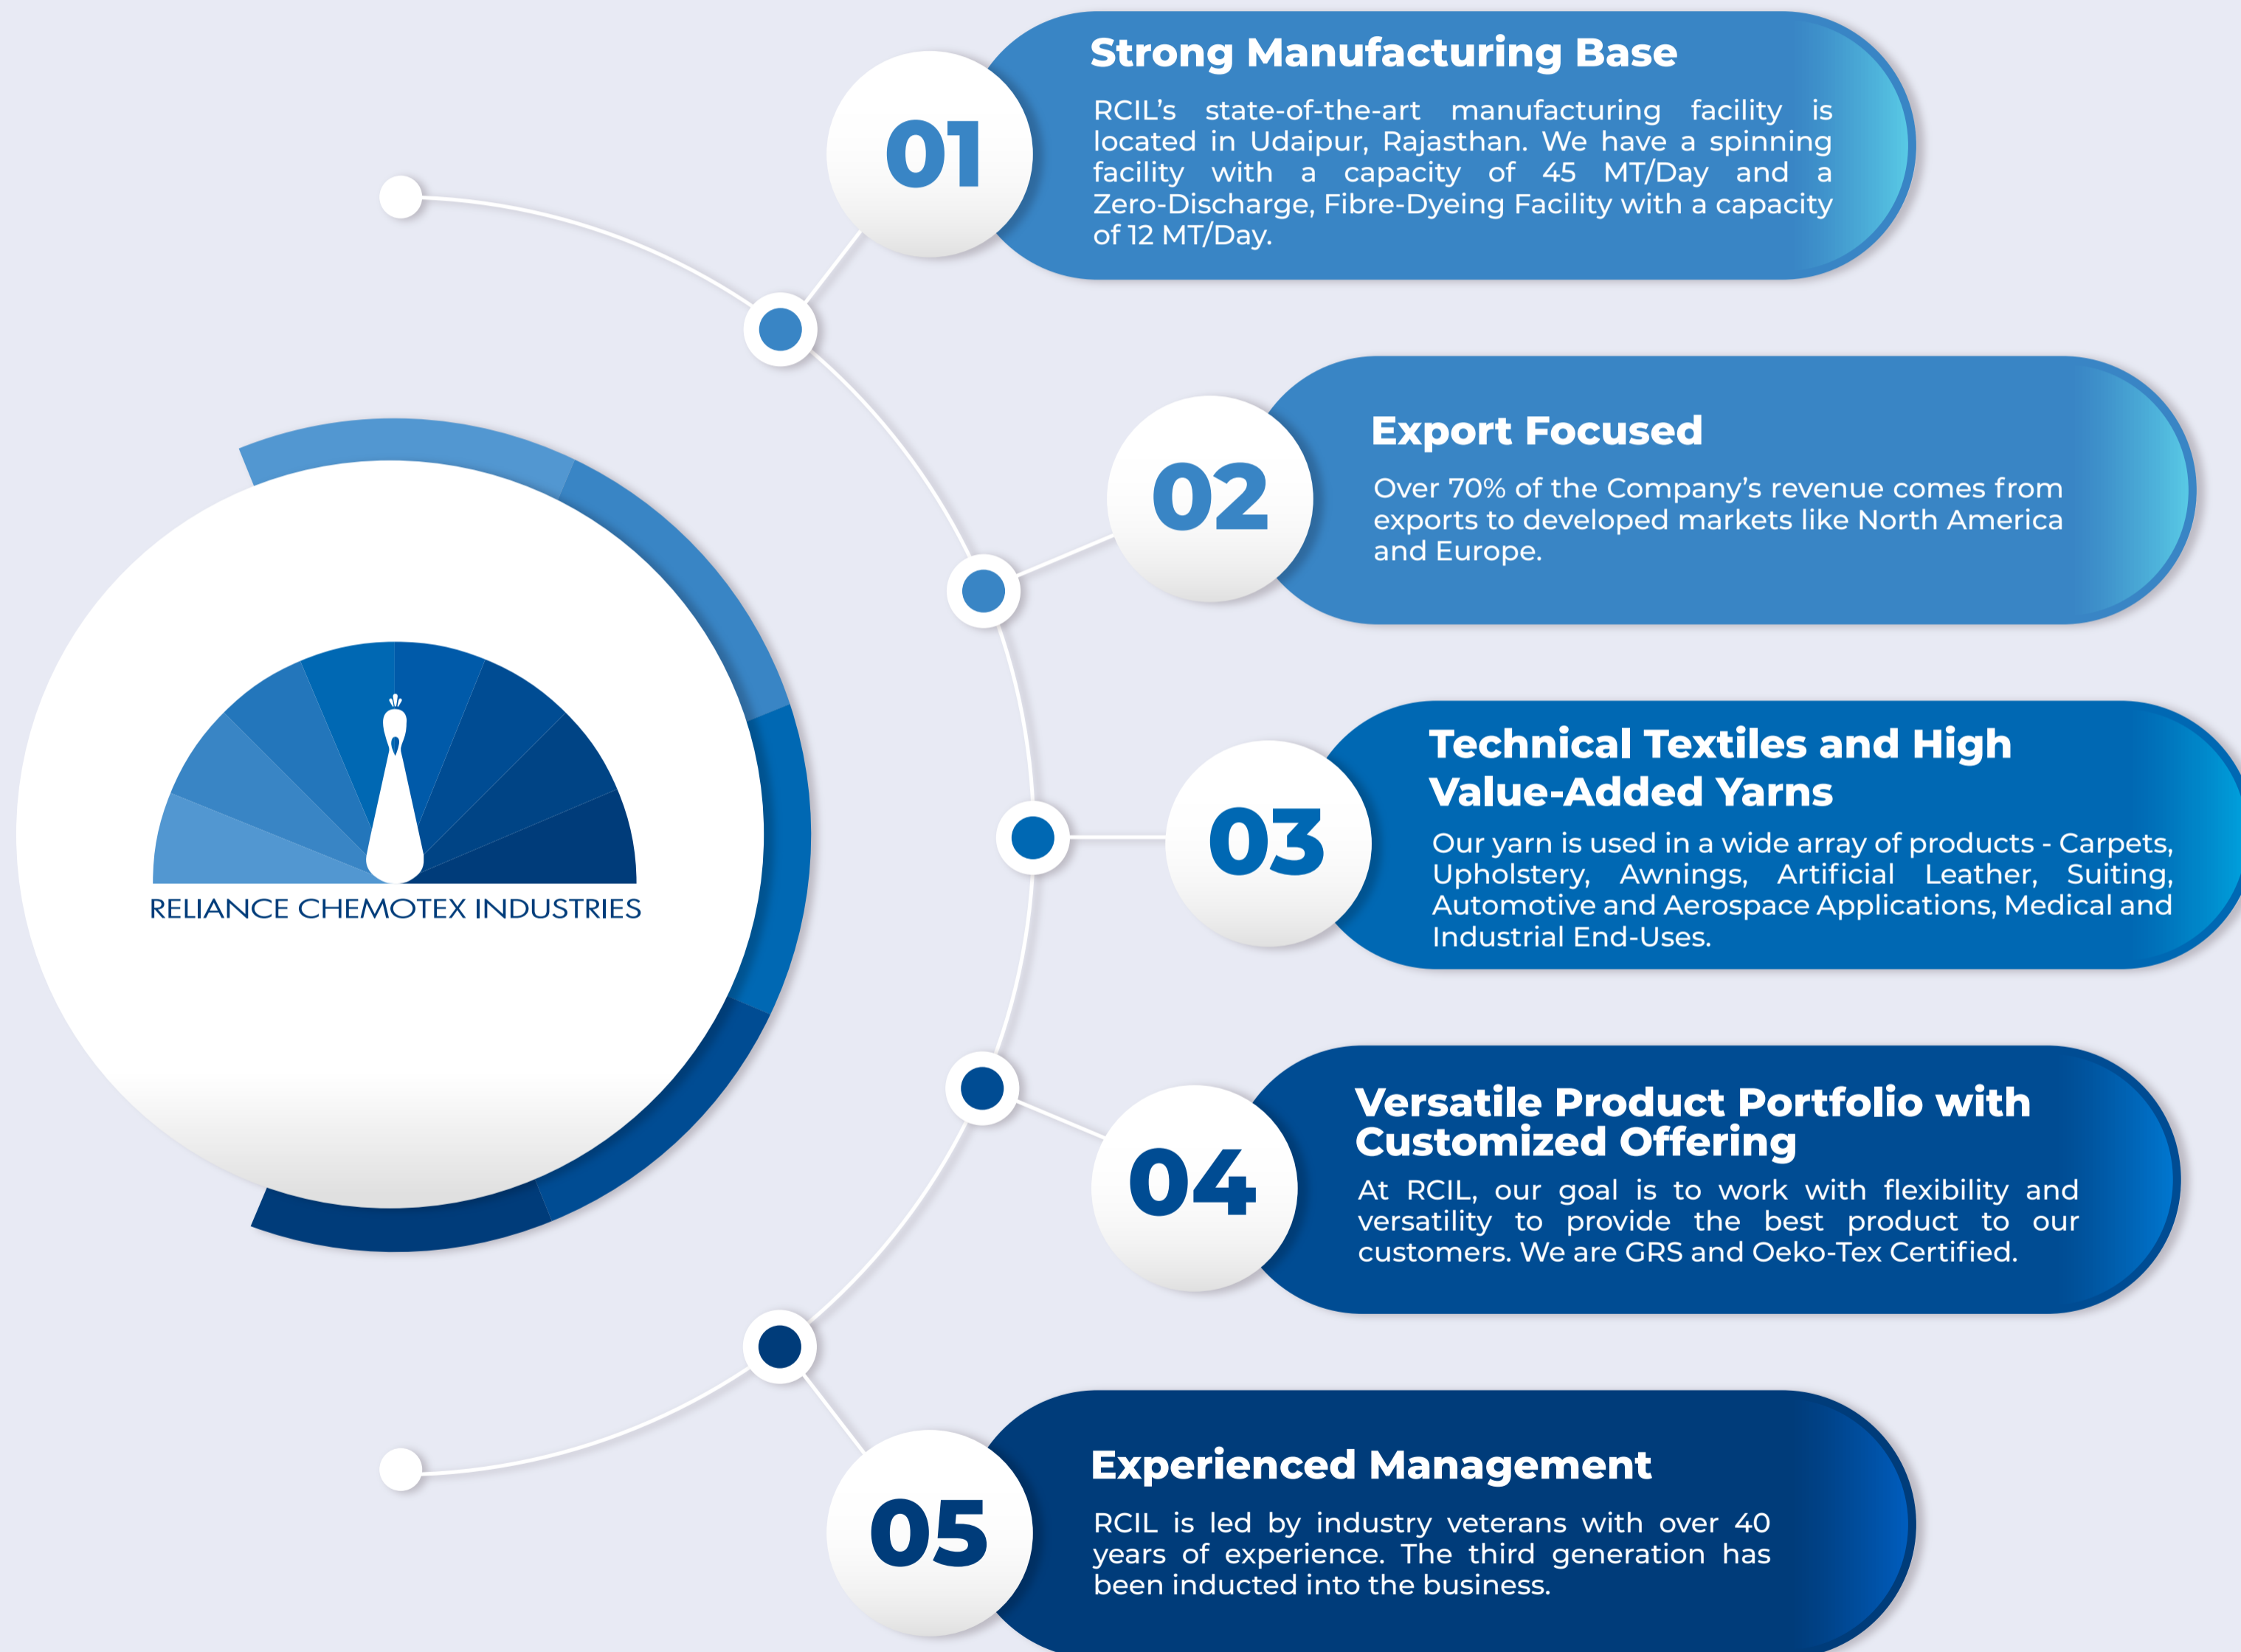 RELIANCE CHEMOTEX INDUSTRIES
01
Strong Manufacturing Base
RCIL’s state-of-the-art manufacturing facility is
located in Udaipur, Rajasthan. We have a spinning
facility with a capacity of 45 MT/Day and a
Zero-Discharge, Fibre-Dyeing Facility with a capacity
of 12 MT/Day.
02
Export Focused
Over 70% of the Company’s revenue comes from
exports to developed markets like North America
and Europe.
03
Technical Textiles and High
Value-Added Yarns
Our yarn is used in a wide array of products - Carpets,
Upholstery, Awnings, Artificial Leather, Suiting,
Automotive and Aerospace Applications, Medical and
Industrial End-Uses.
04
Versatile Product Portfolio with
Customized Offering
At RCIL, our goal is to work with flexibility and
versatility to provide the best product to our
customers. We are GRS and Oeko-Tex Certified.
05
Experienced Management
RCIL is led by industry veterans with over 40
years of experience. The third generation has
been inducted into the business.